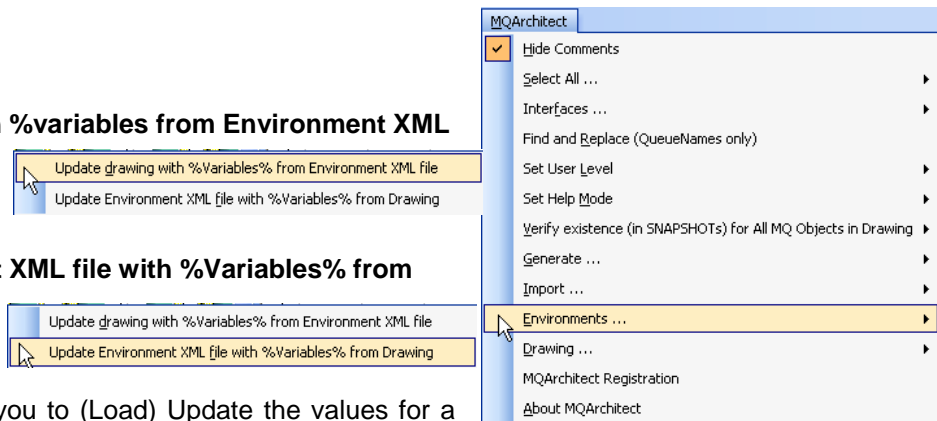 %variables from Environment XML
Update drawing with %Variables% from Environment XML file
Update Environment XML file with %Variables% from Drawing
XML file with %Variables% from
Update drawing with %Variables% from Environment XML file
Update Environment XML file with %Variables% from Drawing
you to (Load) Update the values for a
MQArchitect
Hide Comments
Select All ...
Interfaces ...
Find and Replace (QueueNames only)
Set User Level
Set Help Mode
Verify existence (in SNAPSHOTs) for All MQ Objects in Drawing
Generate ...
Import ...
Environments ...
Drawing ...
MQArchitect Registration
About MQArchitect